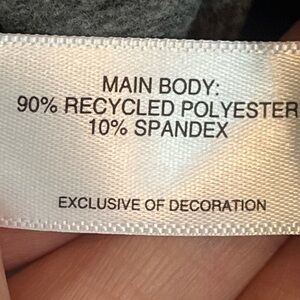 MAIN BODY:
90% RECYCLED POLYESTER
10% SPANDEX
EXCLUSIVE OF DECORATION